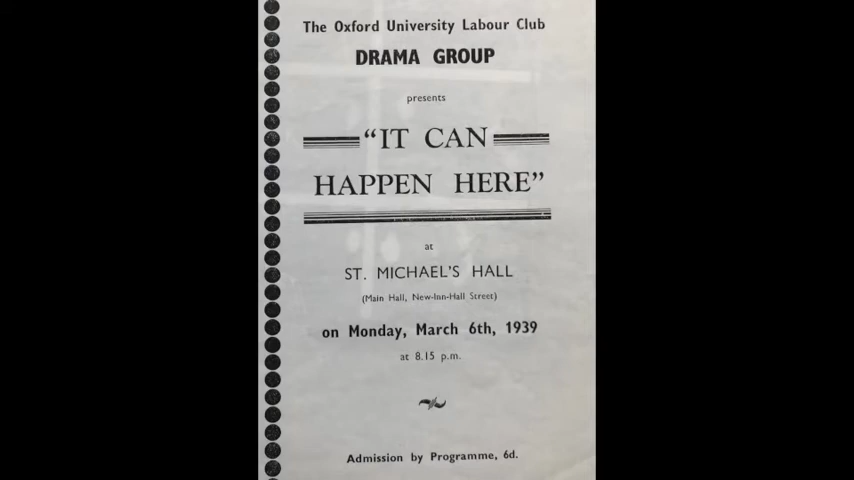 The Oxford University Labour Club
DRAMA GROUP
presents
"IT CAN
HAPPEN HERE"
at
ST. MICHAEL'S HALL
(Main Hall, New-Inn-Hall Street)
on Monday, March 6th, 1939
at 8.15 p.m.
Admission by Programme, 6d.